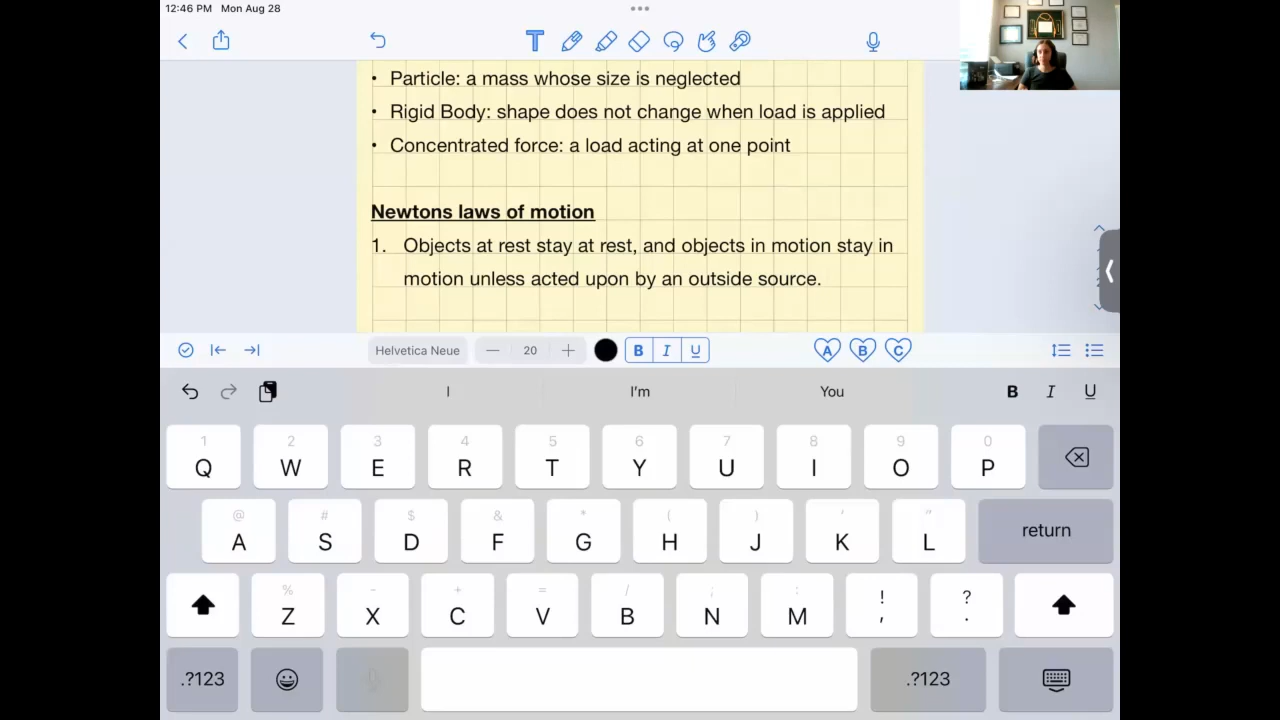 12:46 PM Mon Aug 28
• Particle: a mass whose size is neglected
• Rigid Body: shape does not change when load is applied
• Concentrated force: a load acting at one point
Newtons laws of motion
1. Objects at rest stay at rest, and objects in motion stay in
motion unless acted upon by an outside source.
Helvetica Neue — 20 + B I U A B C
I I'm You B I U
1 2 3 4 5 6 7 8 9 0
Q W E R T Y U I O P
@ # $ & * ( ) ' "
A S D F G H J K L return
% - + = / ; : ! ?
Z X C V B N M , .
.?123 .?123